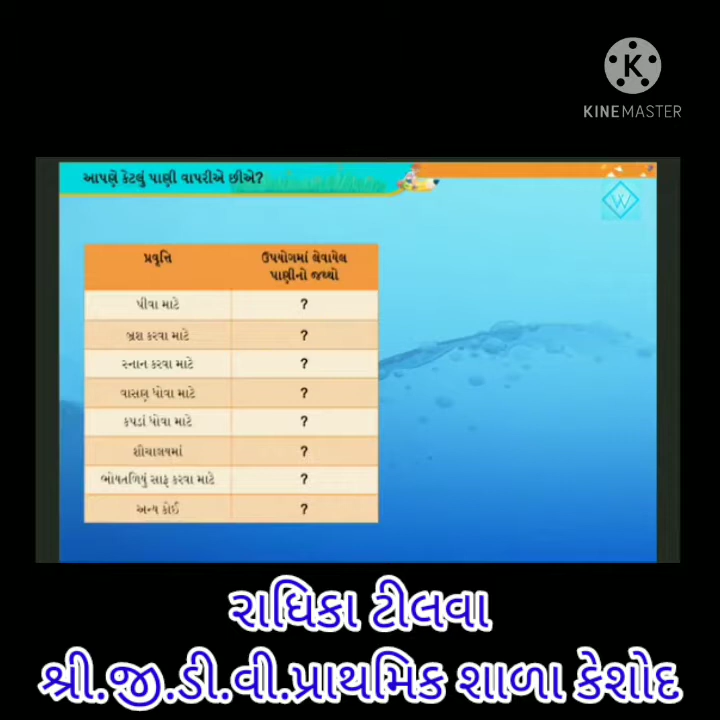 KINEMASTER
આપણે કેટલું પાણી વાપરીએ છીએ?
W
પ્રવૃત્તિ
ઉપયોગમાં લેવાયેલ
પાણીનો જથ્થો
પીવા માટે ?
બ્રશ કરવા માટે ?
સ્નાન કરવા માટે ?
વાસણ ધોવા માટે ?
કપડાં ધોવા માટે ?
શૌચાલયમાં ?
ભોંયતળિયું સાફ કરવા માટે ?
અન્ય કોઈ ?
રાધિકા ટીલવા
શ્રી.જી.ડી.વી.પ્રાથમિક શાળા કેશોદ